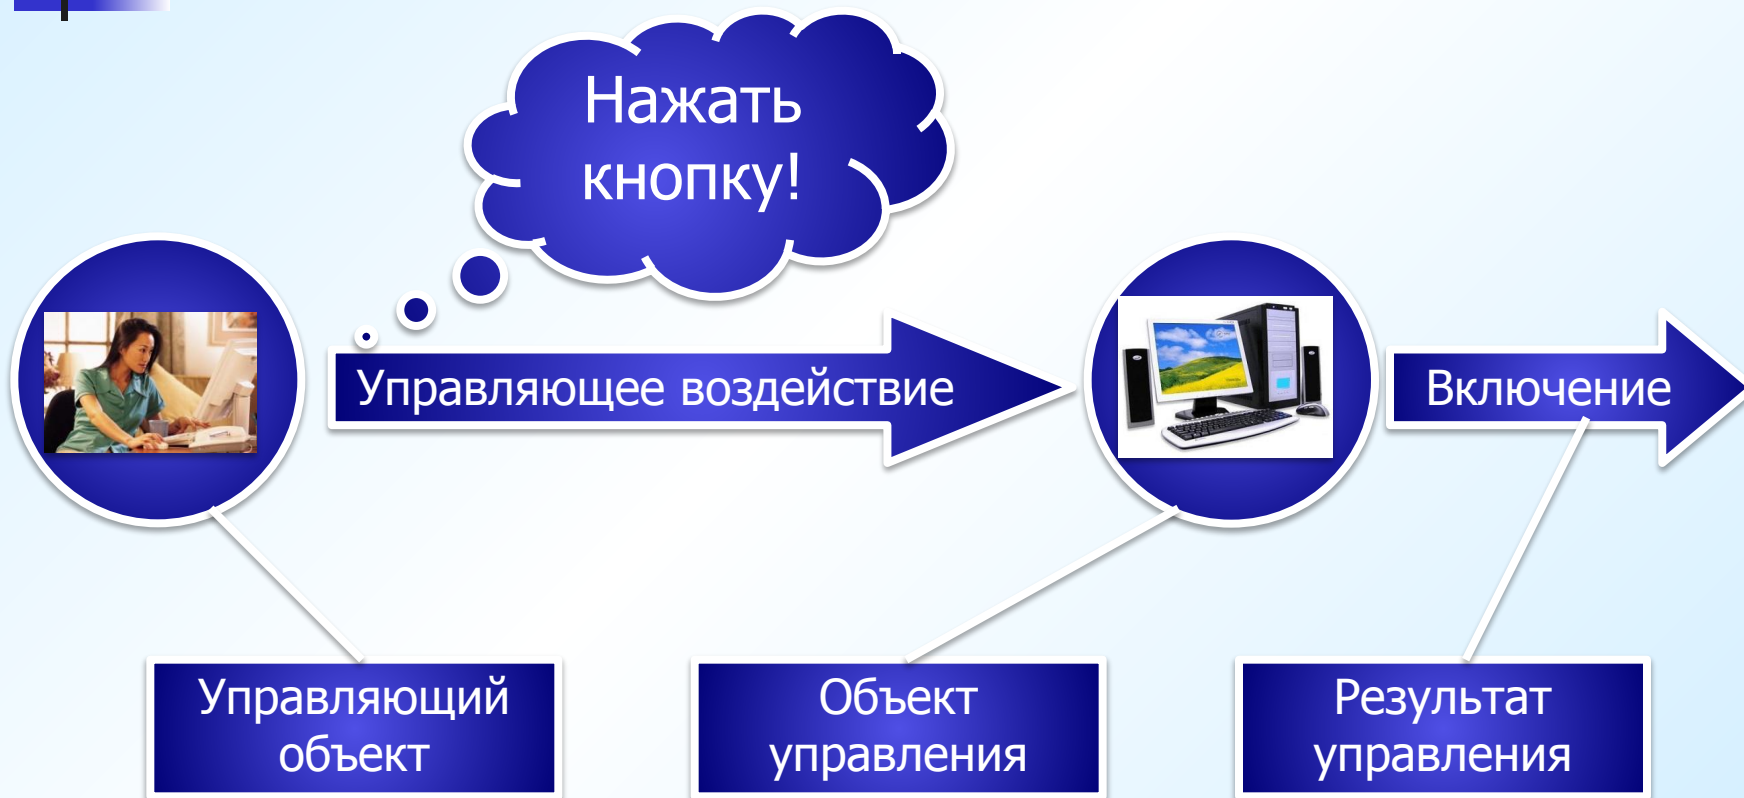 Нажать
кнопку!
Управляющее воздействие
Включение
Управляющий
объект
Объект
управления
Результат
управления